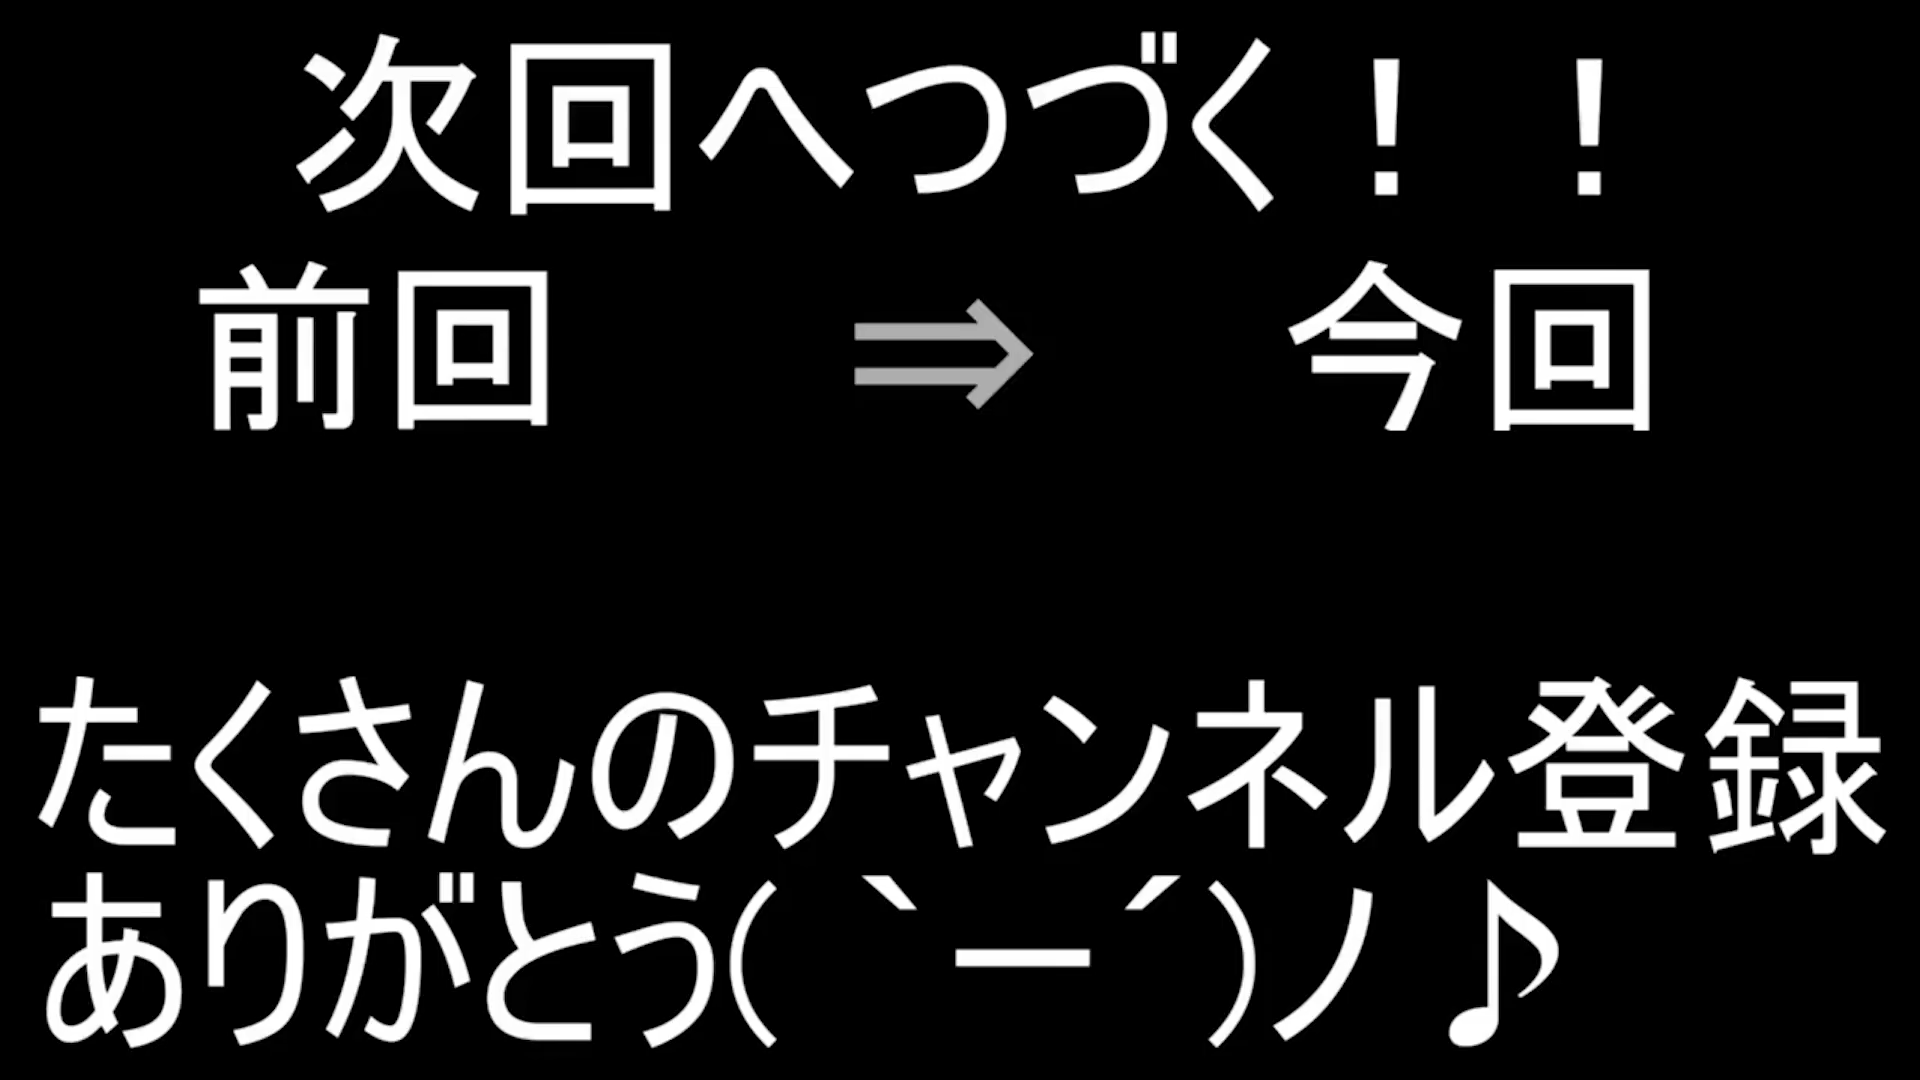 次回へつづく！！
前回　⇒　今回
たくさんのチャンネル登録
ありがとう(｀ー´)ノ♪